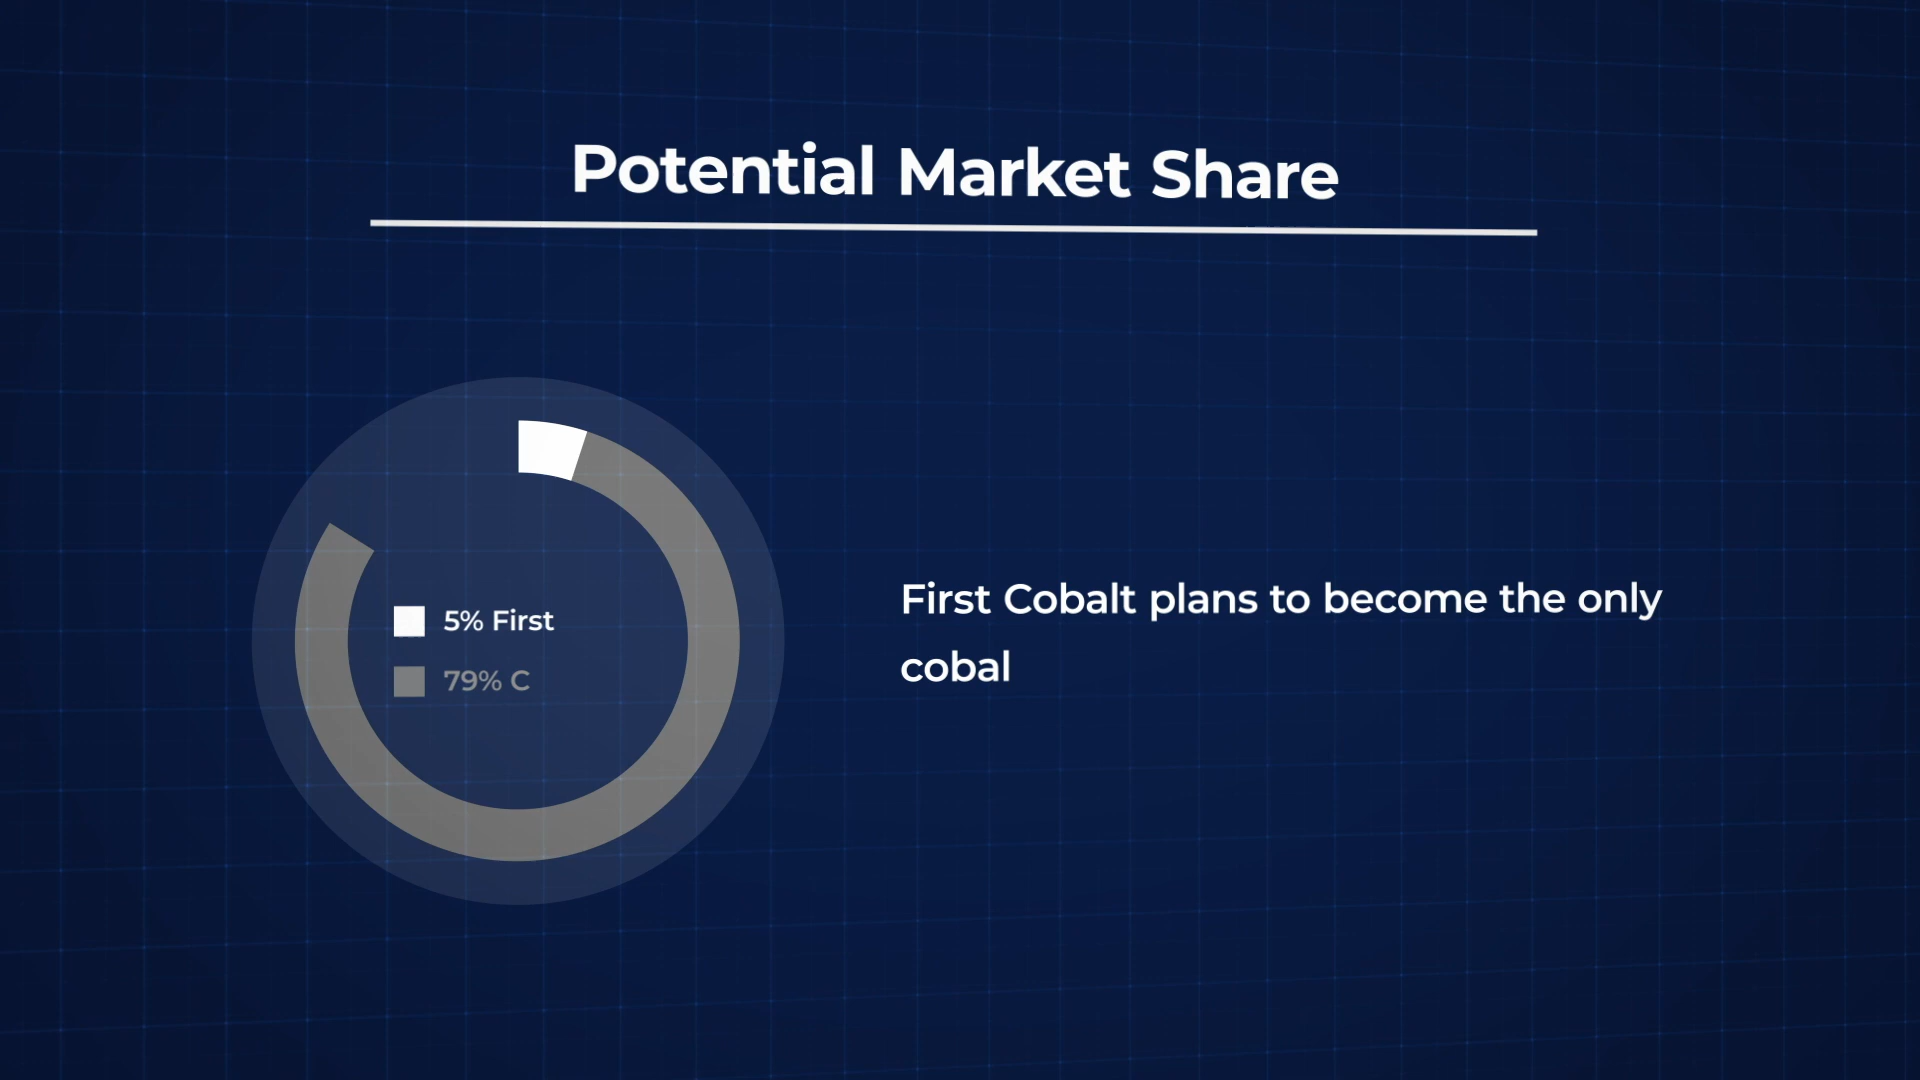 Potential Market Share
5% First
79% C
First Cobalt plans to become the only
cobal